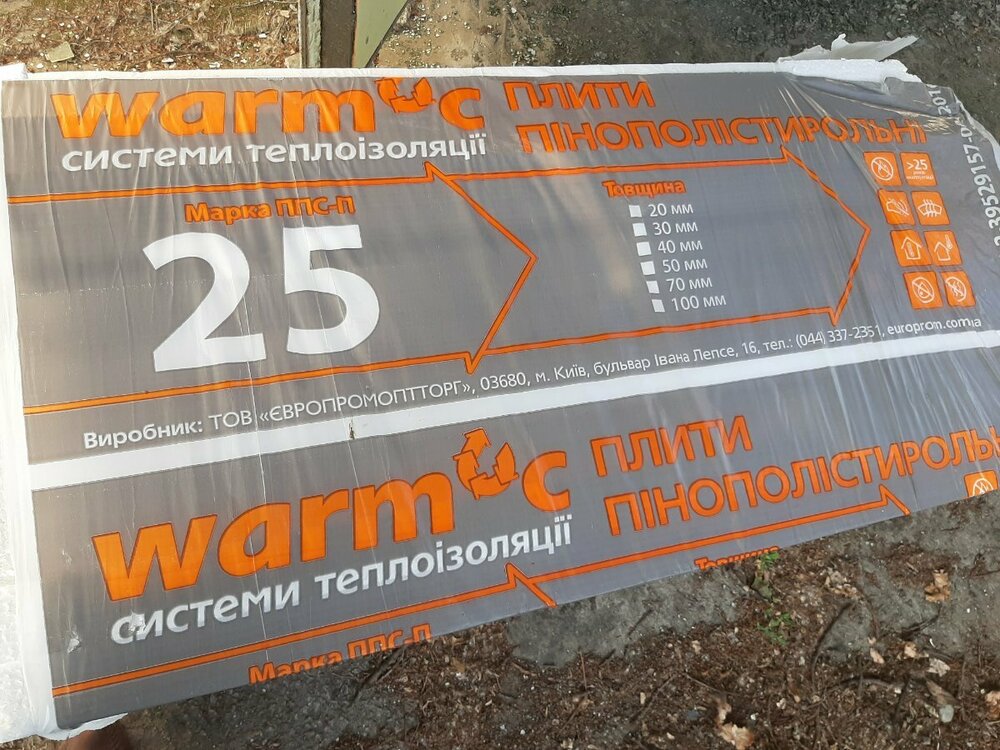 warm c
системи теплоізоляції
ПЛИТИ
ПІНОПОЛІСТИРОЛЬНІ
Марка ППС-П
25
Товщина
20 мм
30 мм
40 мм
50 мм
70 мм
100 мм
>25
Виробник: ТОВ «ЄВРОПРОМОПТТОРГ», 03680, м. Київ, бульвар Івана Лепсе, 16, тел.: (044) 337-2351, europrom.com.ua
warm c
системи теплоізоляції
ПЛИТИ
ПІНОПОЛІСТИРОЛЬ
Марка ППС-П
Товщина